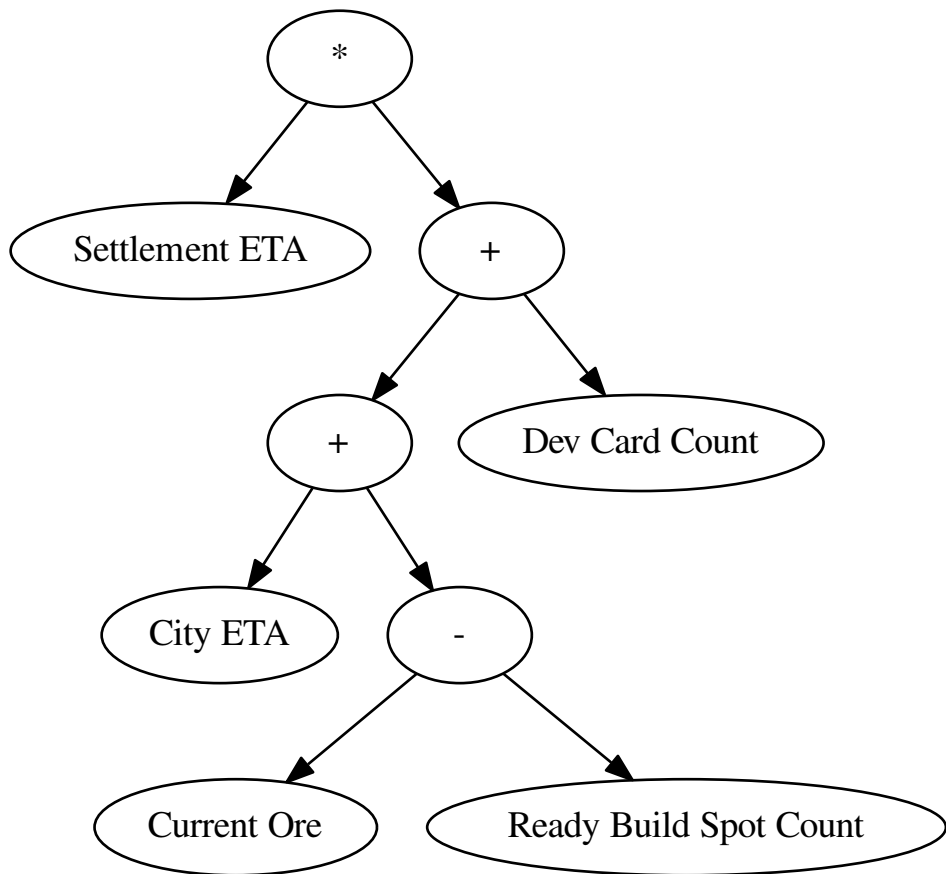 *
Settlement ETA
+
+
Dev Card Count
City ETA
-
Current Ore
Ready Build Spot Count